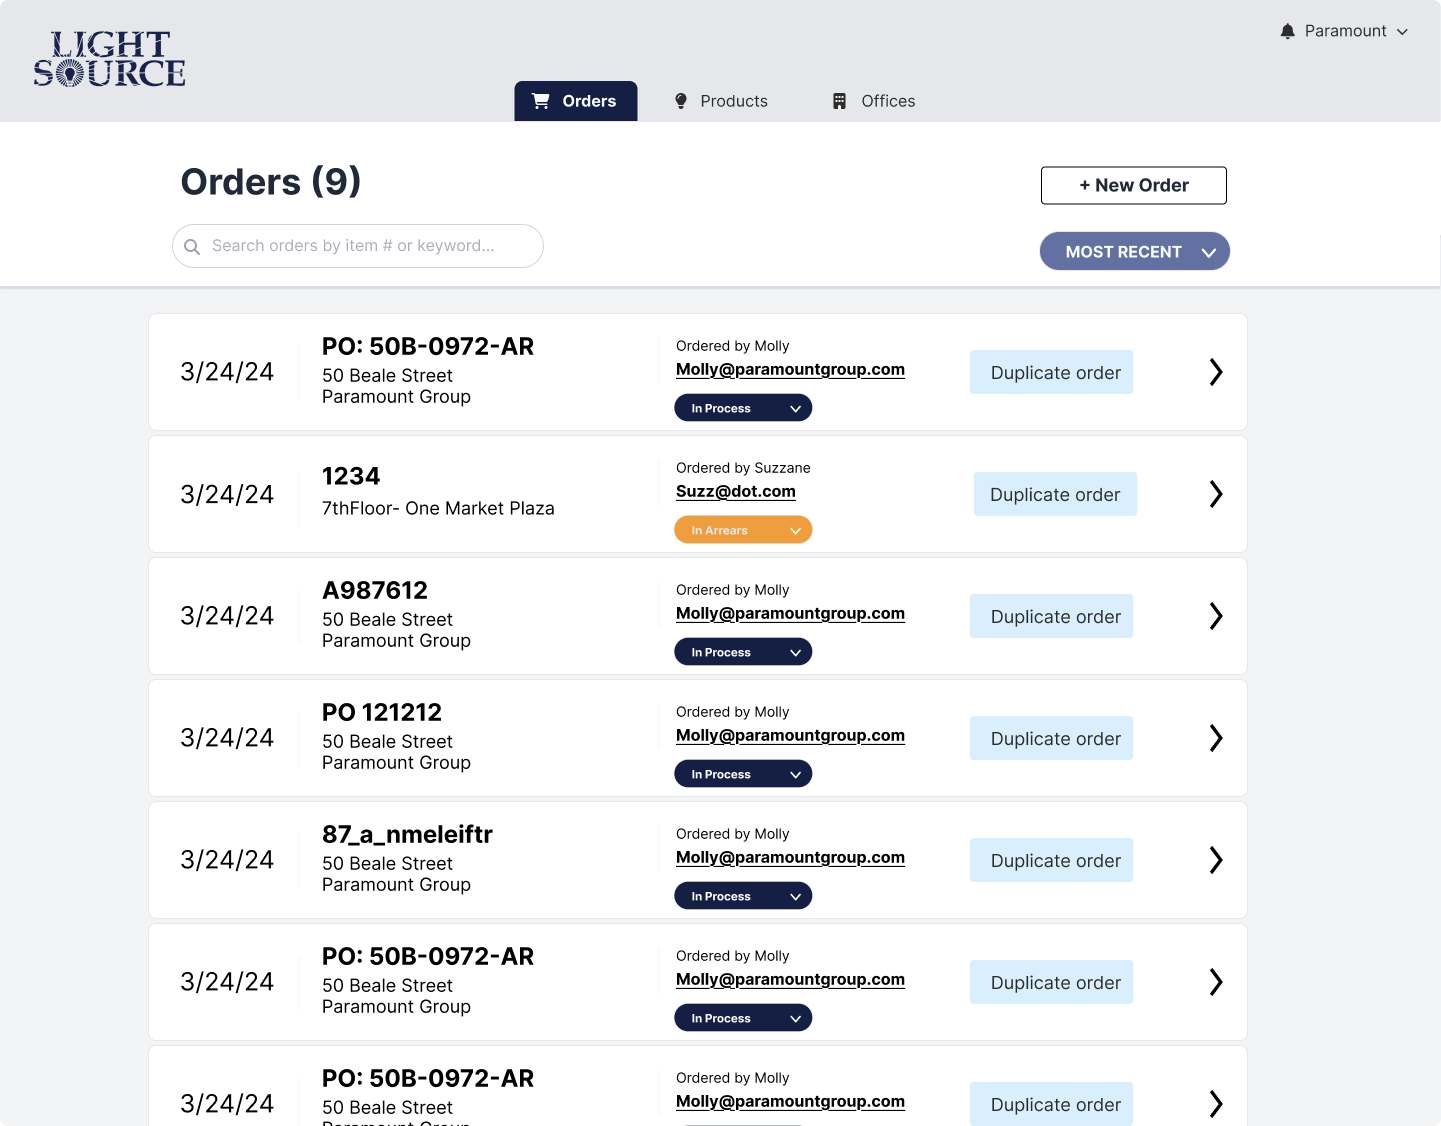 LIGHT
SOURCE
Paramount
Orders
Products
Offices
Orders (9)
+ New Order
Search orders by item # or keyword...
MOST RECENT
3/24/24
PO: 50B-0972-AR
50 Beale Street
Paramount Group
Ordered by Molly
Molly@paramountgroup.com
In Process
Duplicate order
3/24/24
1234
7thFloor- One Market Plaza
Ordered by Suzzane
Suzz@dot.com
In Arrears
Duplicate order
3/24/24
A987612
50 Beale Street
Paramount Group
Ordered by Molly
Molly@paramountgroup.com
In Process
Duplicate order
3/24/24
PO 121212
50 Beale Street
Paramount Group
Ordered by Molly
Molly@paramountgroup.com
In Process
Duplicate order
3/24/24
87_a_nmeleiftr
50 Beale Street
Paramount Group
Ordered by Molly
Molly@paramountgroup.com
In Process
Duplicate order
3/24/24
PO: 50B-0972-AR
50 Beale Street
Paramount Group
Ordered by Molly
Molly@paramountgroup.com
In Process
Duplicate order
3/24/24
PO: 50B-0972-AR
50 Beale Street
Paramount Group
Ordered by Molly
Molly@paramountgroup.com
Duplicate order